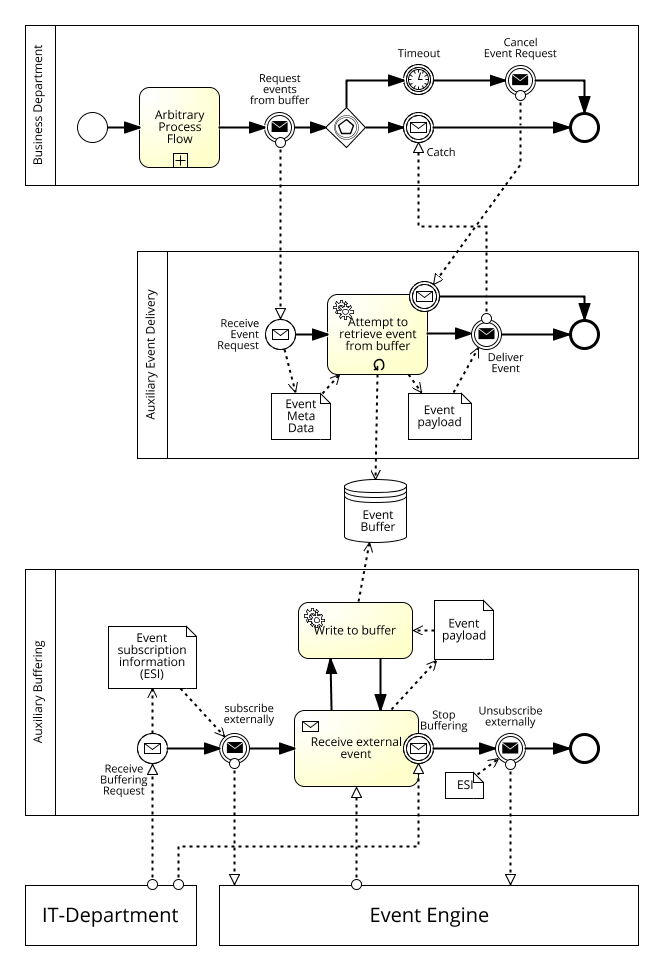 Business Department
Timeout
Cancel
Event Request
Request
events
from buffer
Arbitrary
Process
Flow
Catch
Auxiliary Event Delivery
Receive
Event
Request
Attempt to
retrieve event
from buffer
Deliver
Event
Event
Meta
Data
Event
payload
Event
Buffer
Auxiliary Buffering
Write to buffer
Event
payload
Event
subscription
information
(ESI)
subscribe
externally
Stop
Buffering
Unsubscribe
externally
Receive external
event
Receive
Buffering
Request
ESI
IT-Department
Event Engine